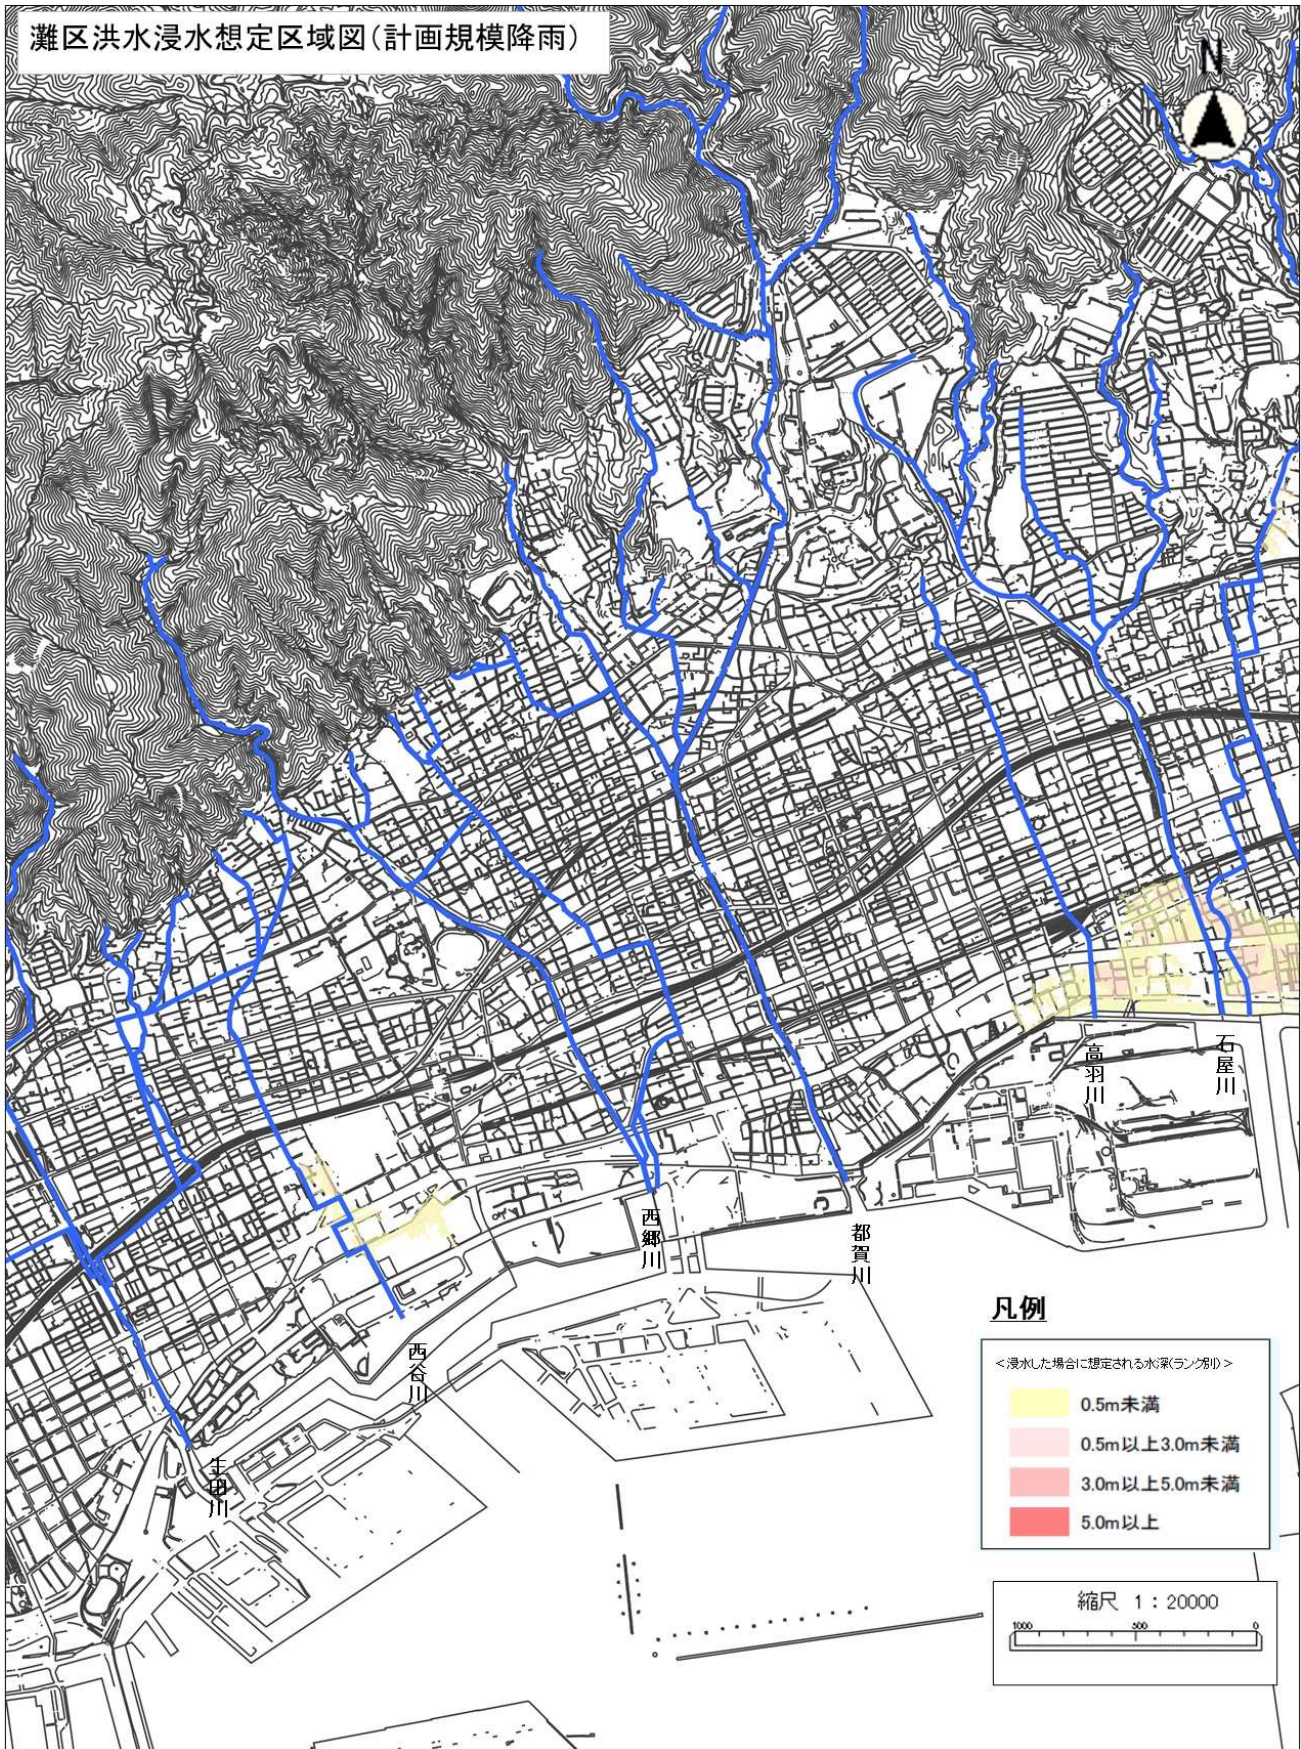 灘区洪水浸水想定区域図(計画規模降雨)
N
高羽川
石屋川
西郷川
都賀川
西谷川
生田川
凡例
<浸水した場合に想定される水深(ランク別)>
0.5m未満
0.5m以上3.0m未満
3.0m以上5.0m未満
5.0m以上
縮尺 1:20000
1000 500 0